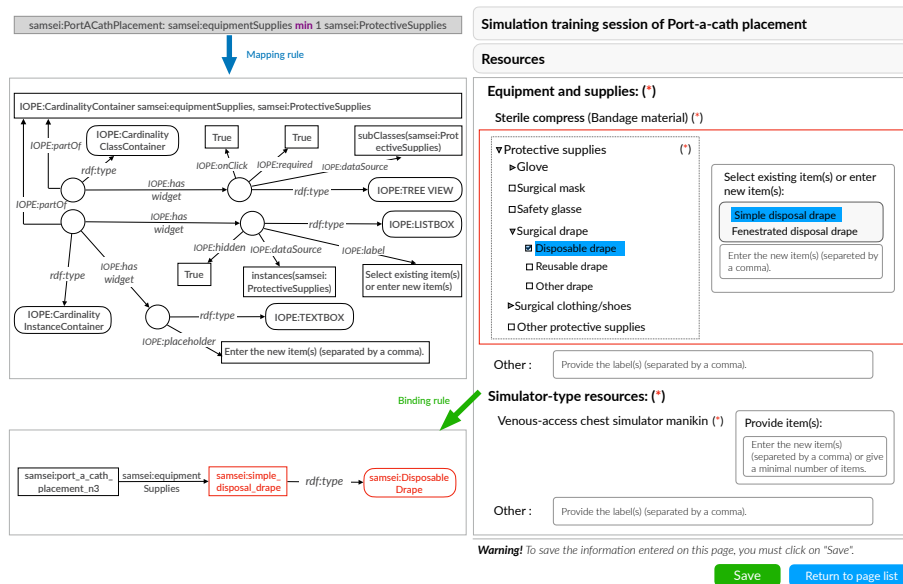 samsei:PortACathPlacement: samsei:equipmentSupplies min 1 samsei:ProtectiveSupplies
Mapping rule
IOPE:CardinalityContainer samsei:equipmentSupplies, samsei:ProtectiveSupplies
IOPE:partOf
IOPE:Cardinality
ClassContainer
True
True
subClasses(samsei:Prot
ectiveSupplies)
IOPE:onClick
IOPE:required
IOPE:dataSource
rdf:type
IOPE:has
widget
rdf:type
IOPE:TREE VIEW
IOPE:partOf
IOPE:has
widget
rdf:type
IOPE:LISTBOX
IOPE:hidden
IOPE:dataSource
IOPE:label
True
instances(samsei:
ProtectiveSupplies)
Select existing item(s)
or enter new item(s)
rdf:type
IOPE:has
widget
IOPE:Cardinality
InstanceContainer
rdf:type
IOPE:TEXTBOX
IOPE:placeholder
Enter the new item(s) (separated by a comma).
Binding rule
samsei:port_a_cath_
placement_n3
samsei:equipment
Supplies
samsei:simple_
disposal_drape
rdf:type
samsei:Disposable
Drape
Simulation training session of Port-a-cath placement
Resources
Equipment and supplies: (*)
Sterile compress (Bandage material) (*)
Protective supplies (*)
Glove
Surgical mask
Safety glasse
Surgical drape
Disposable drape
Reusable drape
Other drape
Surgical clothing/shoes
Other protective supplies
Select existing item(s) or enter
new item(s):
Simple disposal drape
Fenestrated disposal drape
Enter the new item(s) (separeted by
a comma).
Other :
Provide the label(s) (separated by a comma).
Simulator-type resources: (*)
Venous-access chest simulator manikin (*)
Provide item(s):
Enter the new item(s)
(separeted by a comma) or give
a minimal number of items.
Other :
Provide the label(s) (separated by a comma).
Warning! To save the information entered on this page, you must click on "Save".
Save
Return to page list